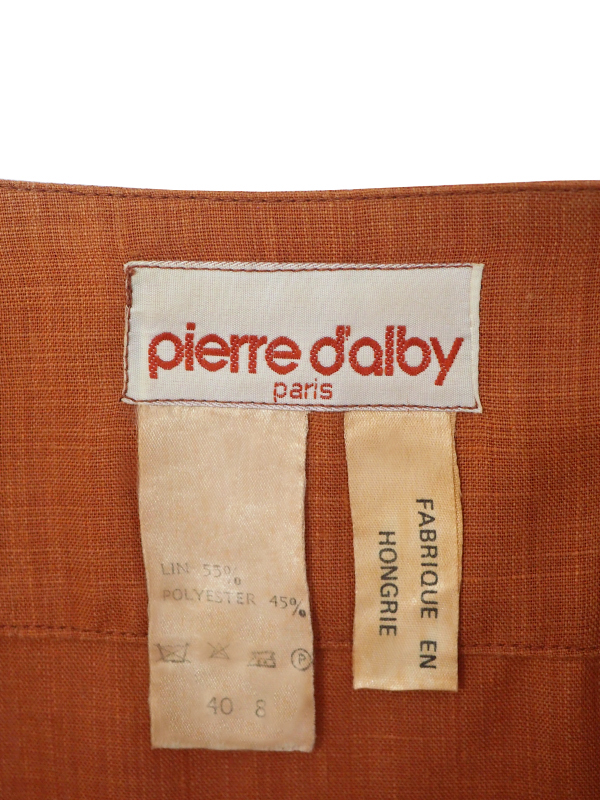 pierre d'alby
paris
LIN 55%
POLYESTER 45%
P
40 8
FABRIQUE EN
HONGRIE